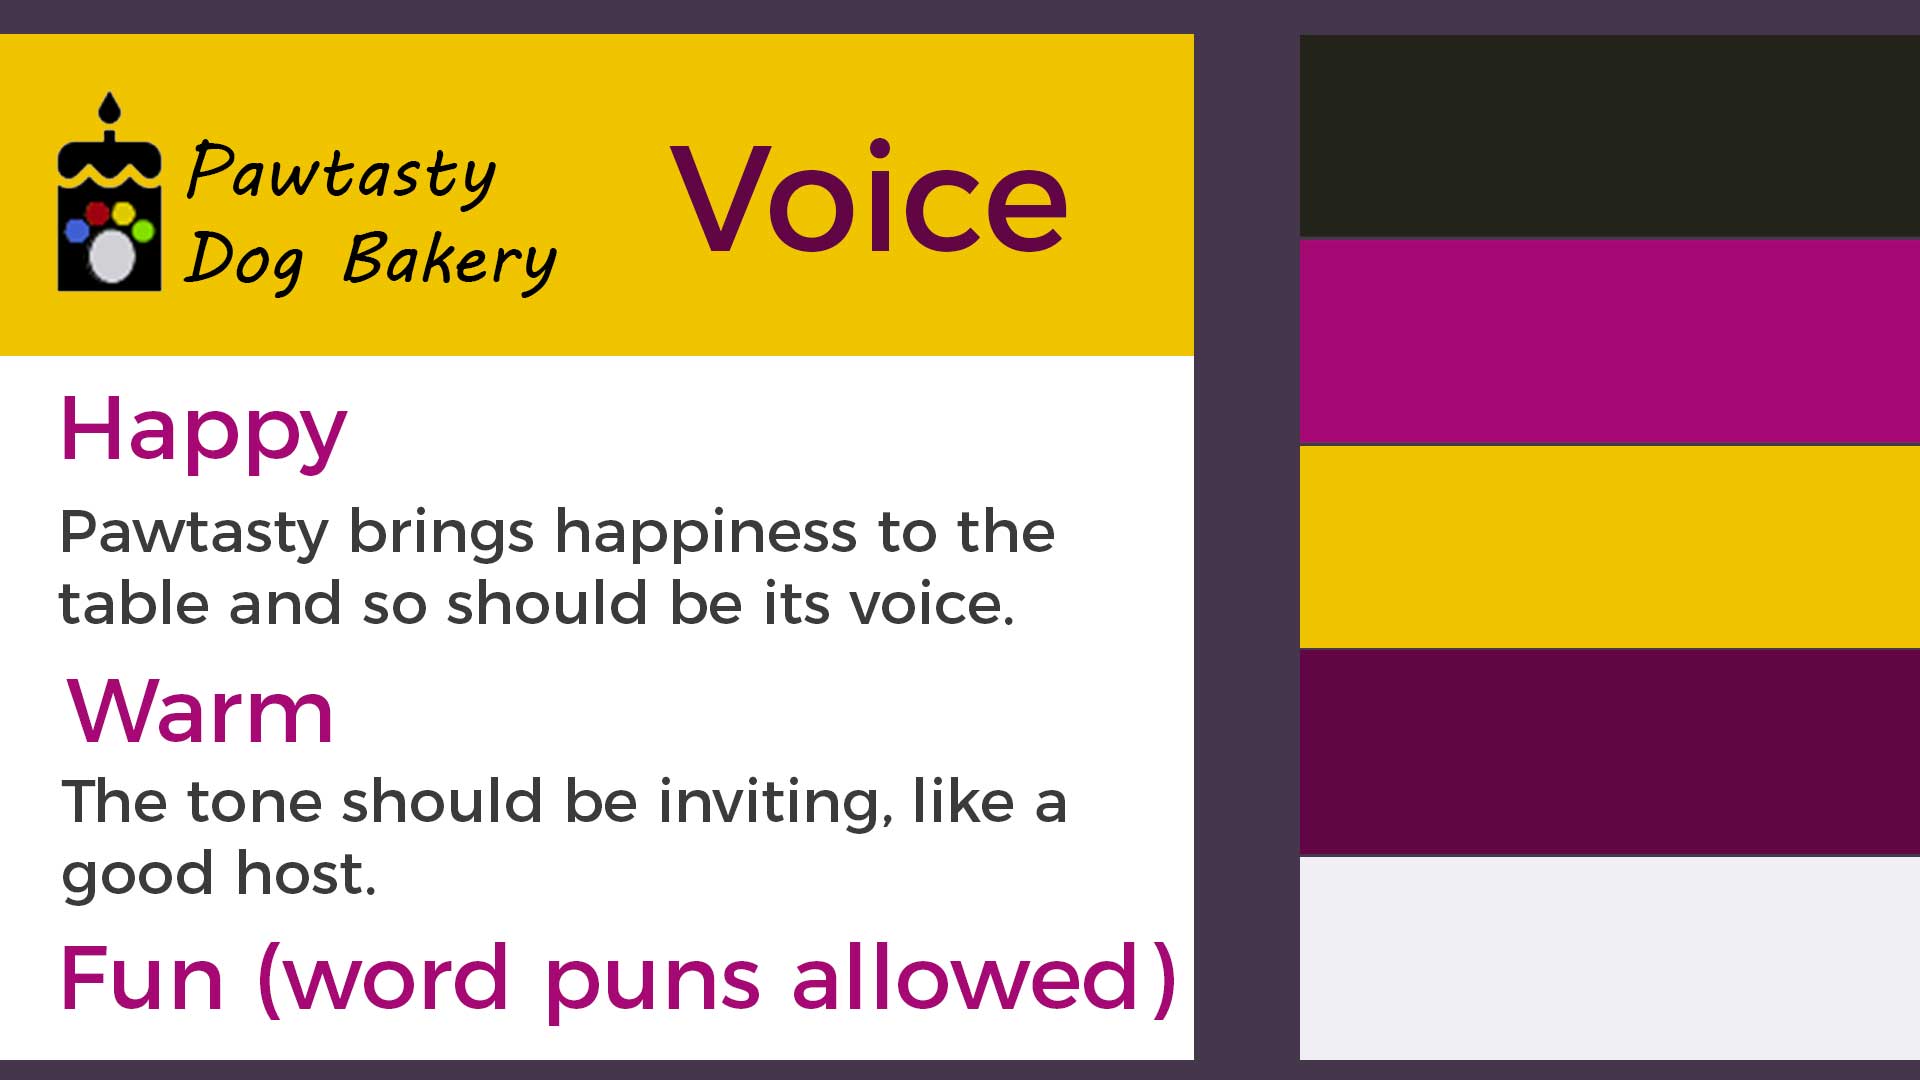 Pawtasty
Dog Bakery
Voice
Happy
Pawtasty brings happiness to the
table and so should be its voice.
Warm
The tone should be inviting, like a
good host.
Fun (word puns allowed)